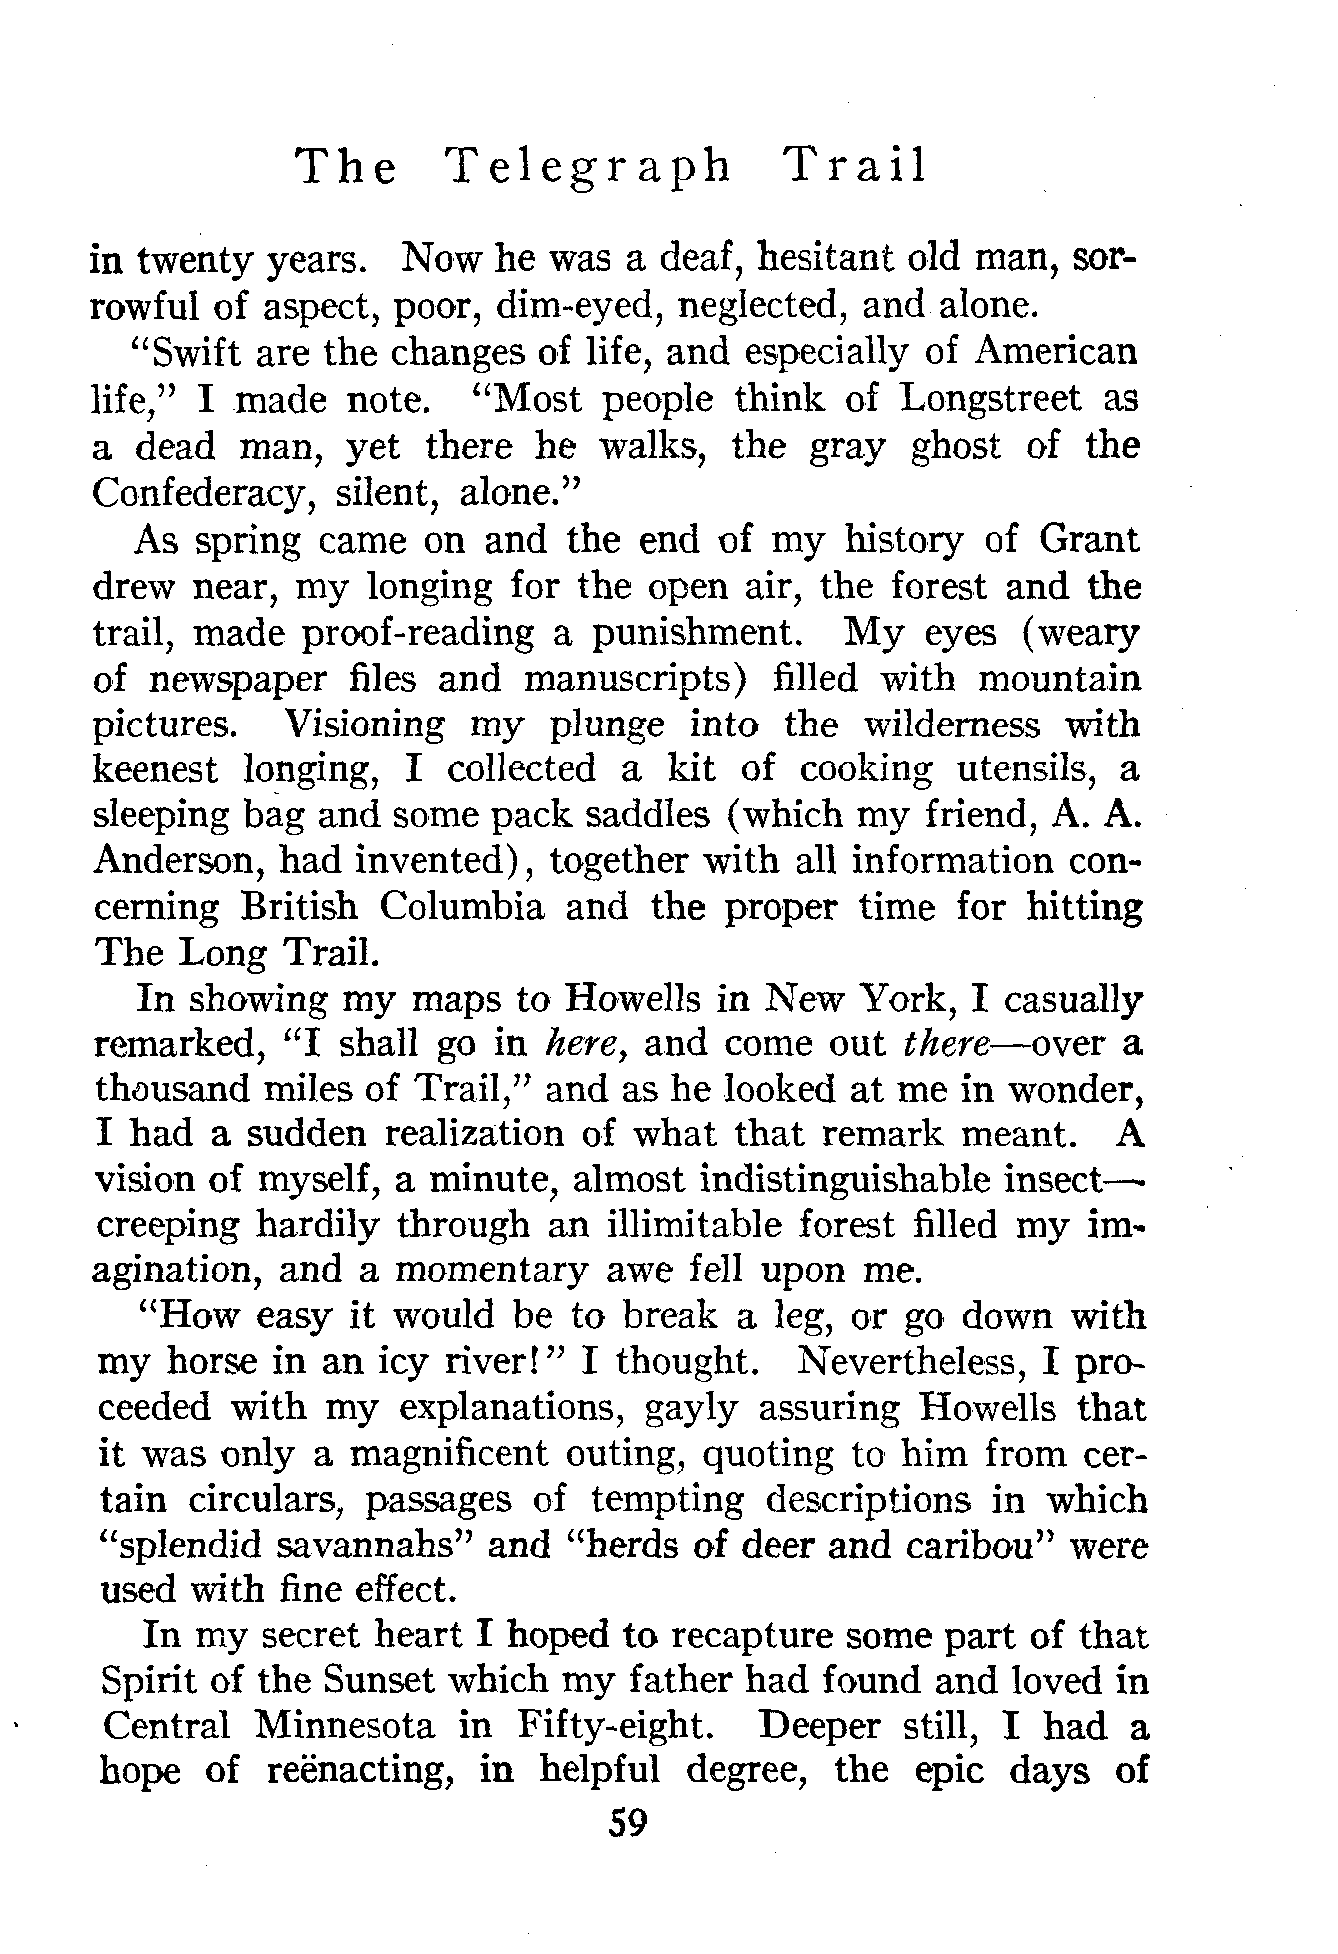 The Telegraph Trail
in twenty years. Now he was a deaf, hesitant old man, sor-
rowful of aspect, poor, dim-eyed, neglected, and alone.
“Swift are the changes of life, and especially of American
life,” I made note. “Most people think of Longstreet as
a dead man, yet there he walks, the gray ghost of the
Confederacy, silent, alone.”
As spring came on and the end of my history of Grant
drew near, my longing for the open air, the forest and the
trail, made proof-reading a punishment. My eyes (weary
of newspaper files and manuscripts) filled with mountain
pictures. Visioning my plunge into the wilderness with
keenest longing, I collected a kit of cooking utensils, a
sleeping bag and some pack saddles (which my friend, A. A.
Anderson, had invented), together with all information con-
cerning British Columbia and the proper time for hitting
The Long Trail.
In showing my maps to Howells in New York, I casually
remarked, “I shall go in here, and come out there—over a
thousand miles of Trail,” and as he looked at me in wonder,
I had a sudden realization of what that remark meant. A
vision of myself, a minute, almost indistinguishable insect—
creeping hardily through an illimitable forest filled my im-
agination, and a momentary awe fell upon me.
“How easy it would be to break a leg, or go down with
my horse in an icy river!” I thought. Nevertheless, I pro-
ceeded with my explanations, gayly assuring Howells that
it was only a magnificent outing, quoting to him from cer-
tain circulars, passages of tempting descriptions in which
“splendid savannahs” and “herds of deer and caribou” were
used with fine effect.
In my secret heart I hoped to recapture some part of that
Spirit of the Sunset which my father had found and loved in
Central Minnesota in Fifty-eight. Deeper still, I had a
hope of reënacting, in helpful degree, the epic days of
59